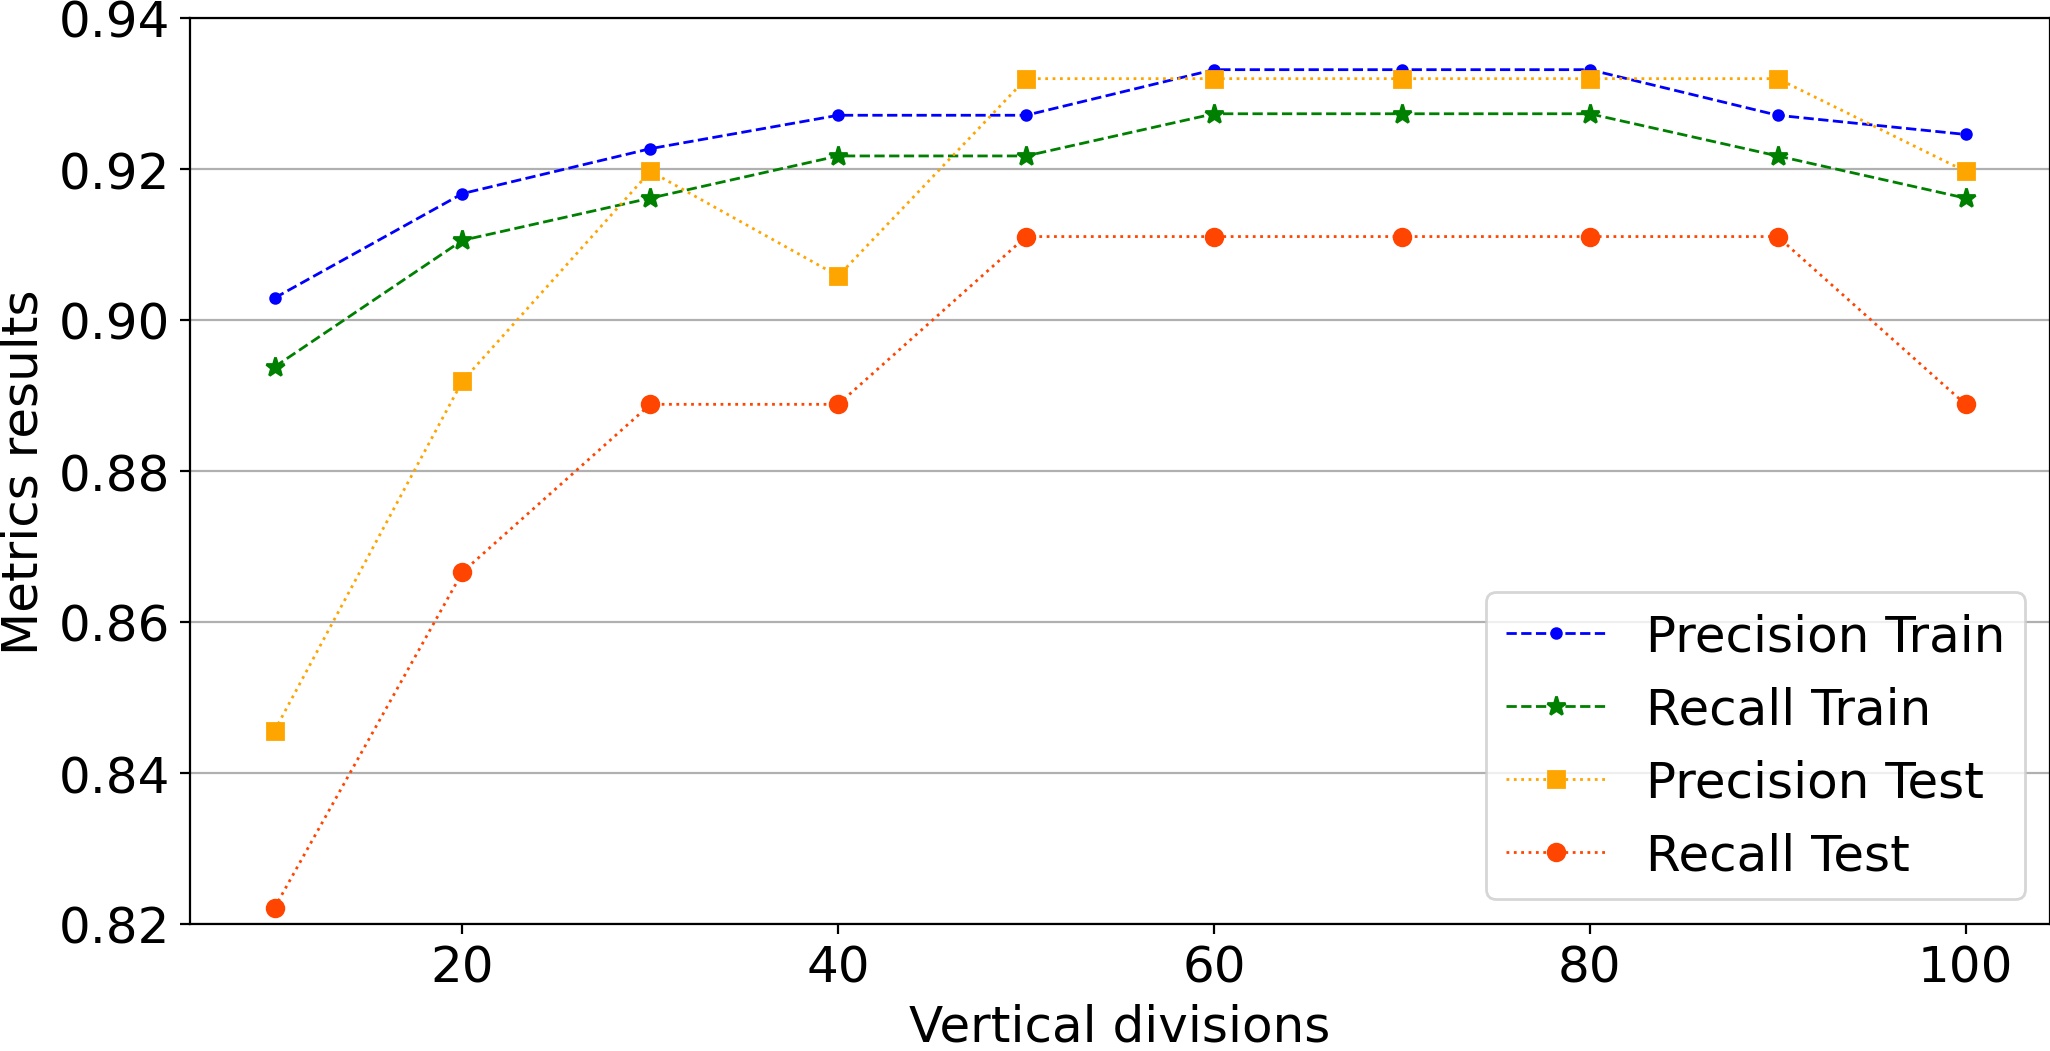 0.94
0.92
0.90
0.88
0.86
0.84
0.82
Metrics results
20 40 60 80 100
Vertical divisions
Precision Train
Recall Train
Precision Test
Recall Test